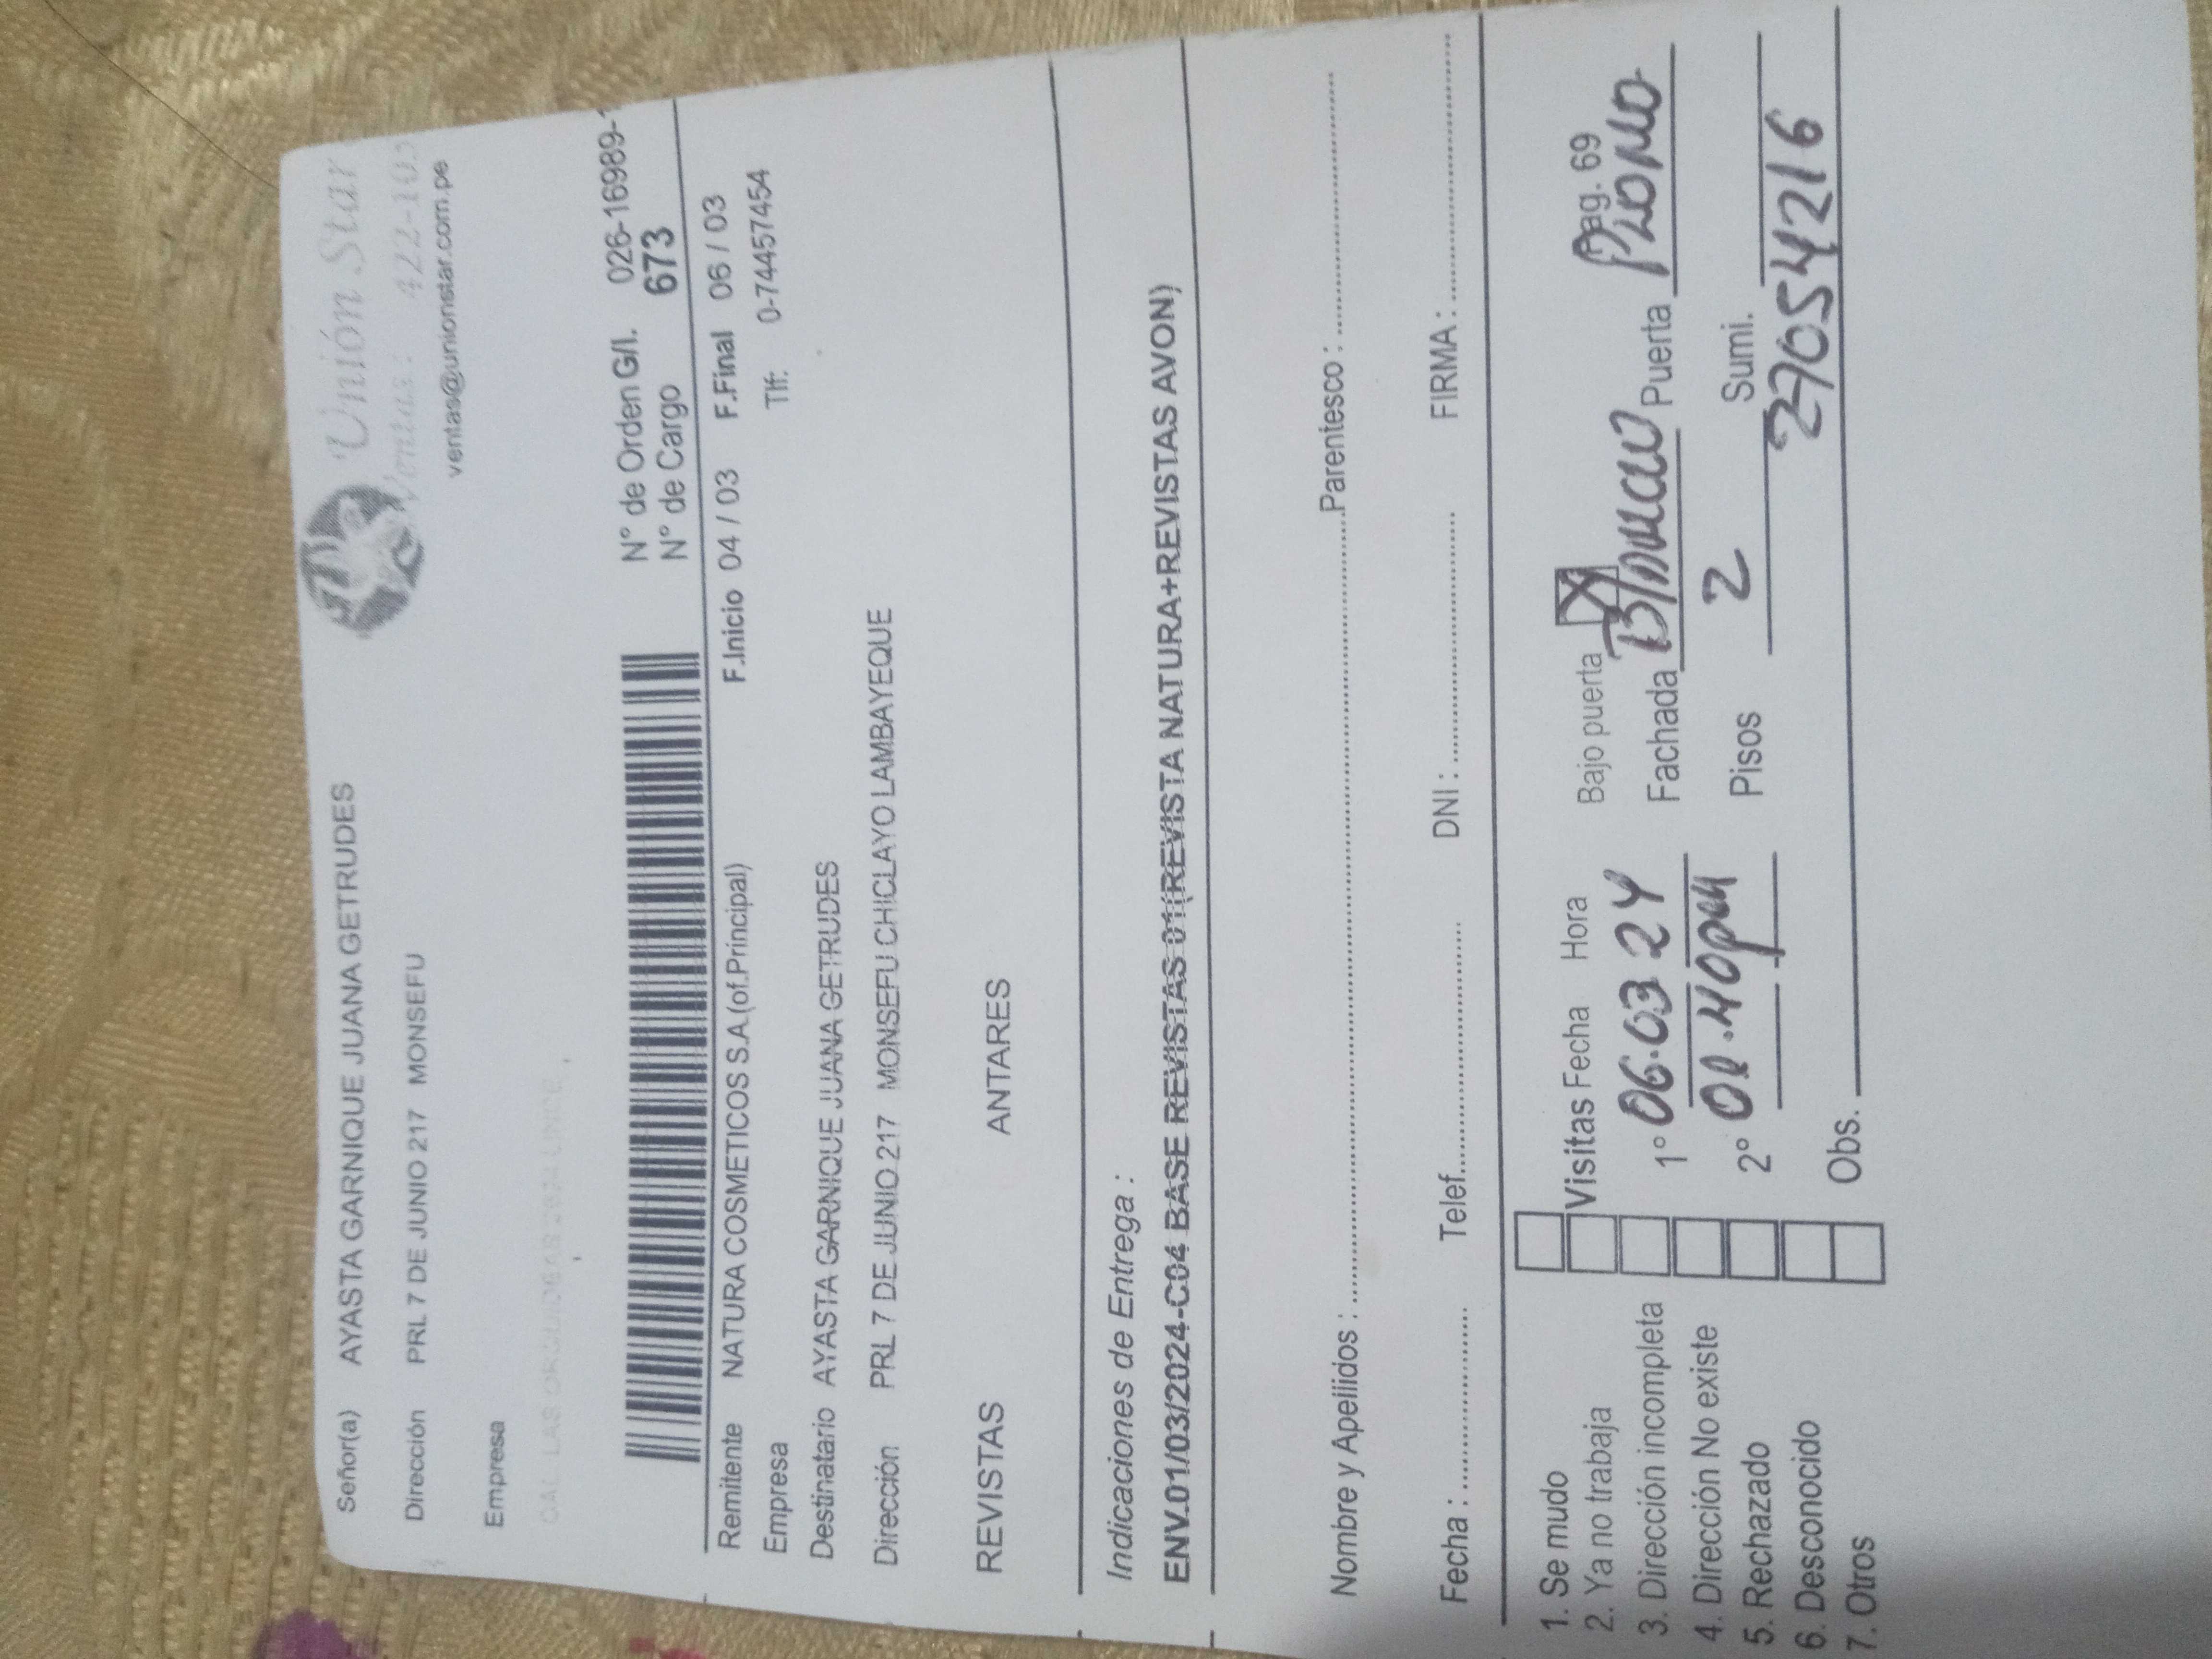 Señor(a) AYASTA GARNIQUE JUANA GETRUDES
Unión Star
Ventas: 422-103
Dirección PRL 7 DE JUNIO 217 MONSEFU
ventas@unionstar.com.pe
Empresa
N° de Orden G/I. 026-16989-
N° de Cargo 673
Remitente NATURA COSMETICOS S.A.(of.Principal) F.Inicio 04 / 03 F.Final 06 / 03
Empresa Tlf: 0-744457454
Destinatario AYASTA GARNIQUE JUANA GETRUDES
Dirección PRL 7 DE JUNIO 217 MONSEFU CHICLAYO LAMBAYEQUE
REVISTAS ANTARES
Indicaciones de Entrega :
ENV.01/03/2024-C04 BASE REVISTAS 01(REVISTA NATURA+REVISTAS AVON)
Nombre y Apellidos : Parentesco :
Fecha : Telef. DNI : FIRMA :
1. Se mudo
2. Ya no trabaja
3. Dirección incompleta
4. Dirección No existe
5. Rechazado
6. Desconocido
7. Otros
Visitas Fecha Hora
1° 06.03 24
2° 01.40pm
Obs.
Bajo puerta X Pag. 69
Fachada Blanco Puerta Plomo
Pisos 2 Sumi.
27054216